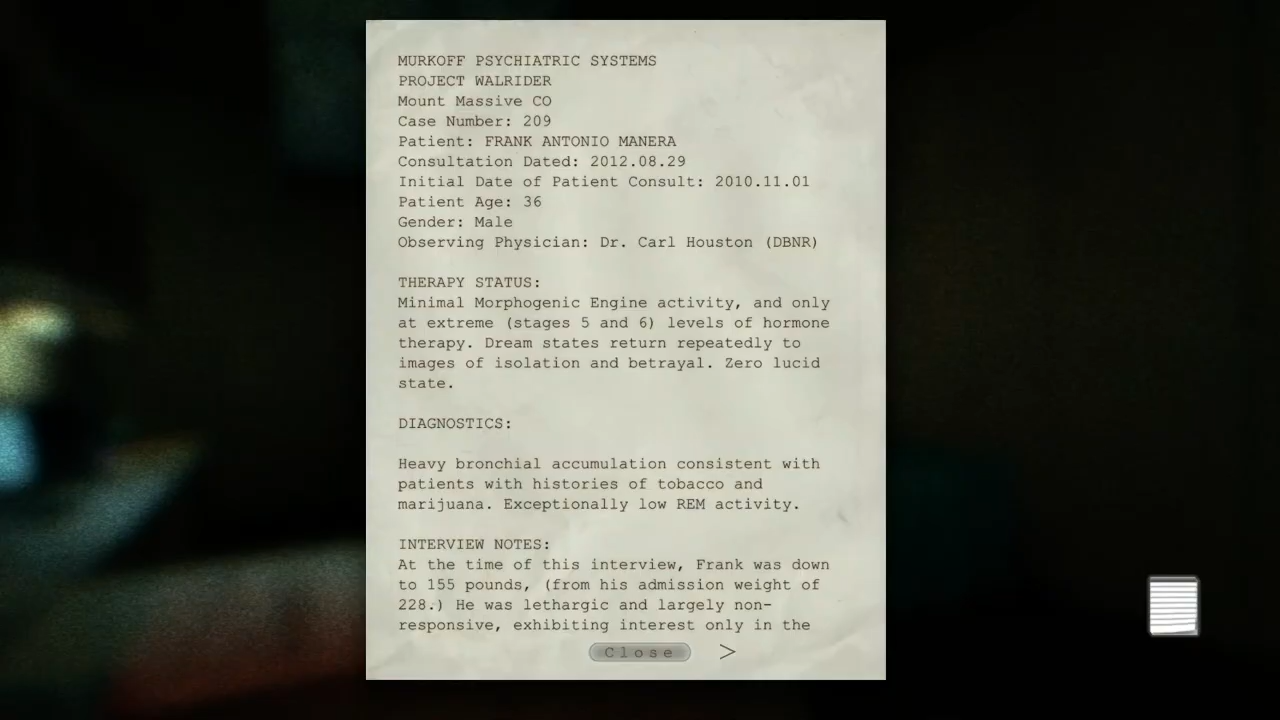 MURKOFF PSYCHIATRIC SYSTEMS
PROJECT WALRIDER
Mount Massive CO
Case Number: 209
Patient: FRANK ANTONIO MANERA
Consultation Dated: 2012.08.29
Initial Date of Patient Consult: 2010.11.01
Patient Age: 36
Gender: Male
Observing Physician: Dr. Carl Houston (DBNR)
THERAPY STATUS:
Minimal Morphogenic Engine activity, and only
at extreme (stages 5 and 6) levels of hormone
therapy. Dream states return repeatedly to
images of isolation and betrayal. Zero lucid
state.
DIAGNOSTICS:
Heavy bronchial accumulation consistent with
patients with histories of tobacco and
marijuana. Exceptionally low REM activity.
INTERVIEW NOTES:
At the time of this interview, Frank was down
to 155 pounds, (from his admission weight of
228.) He was lethargic and largely non-
responsive, exhibiting interest only in the
Close >